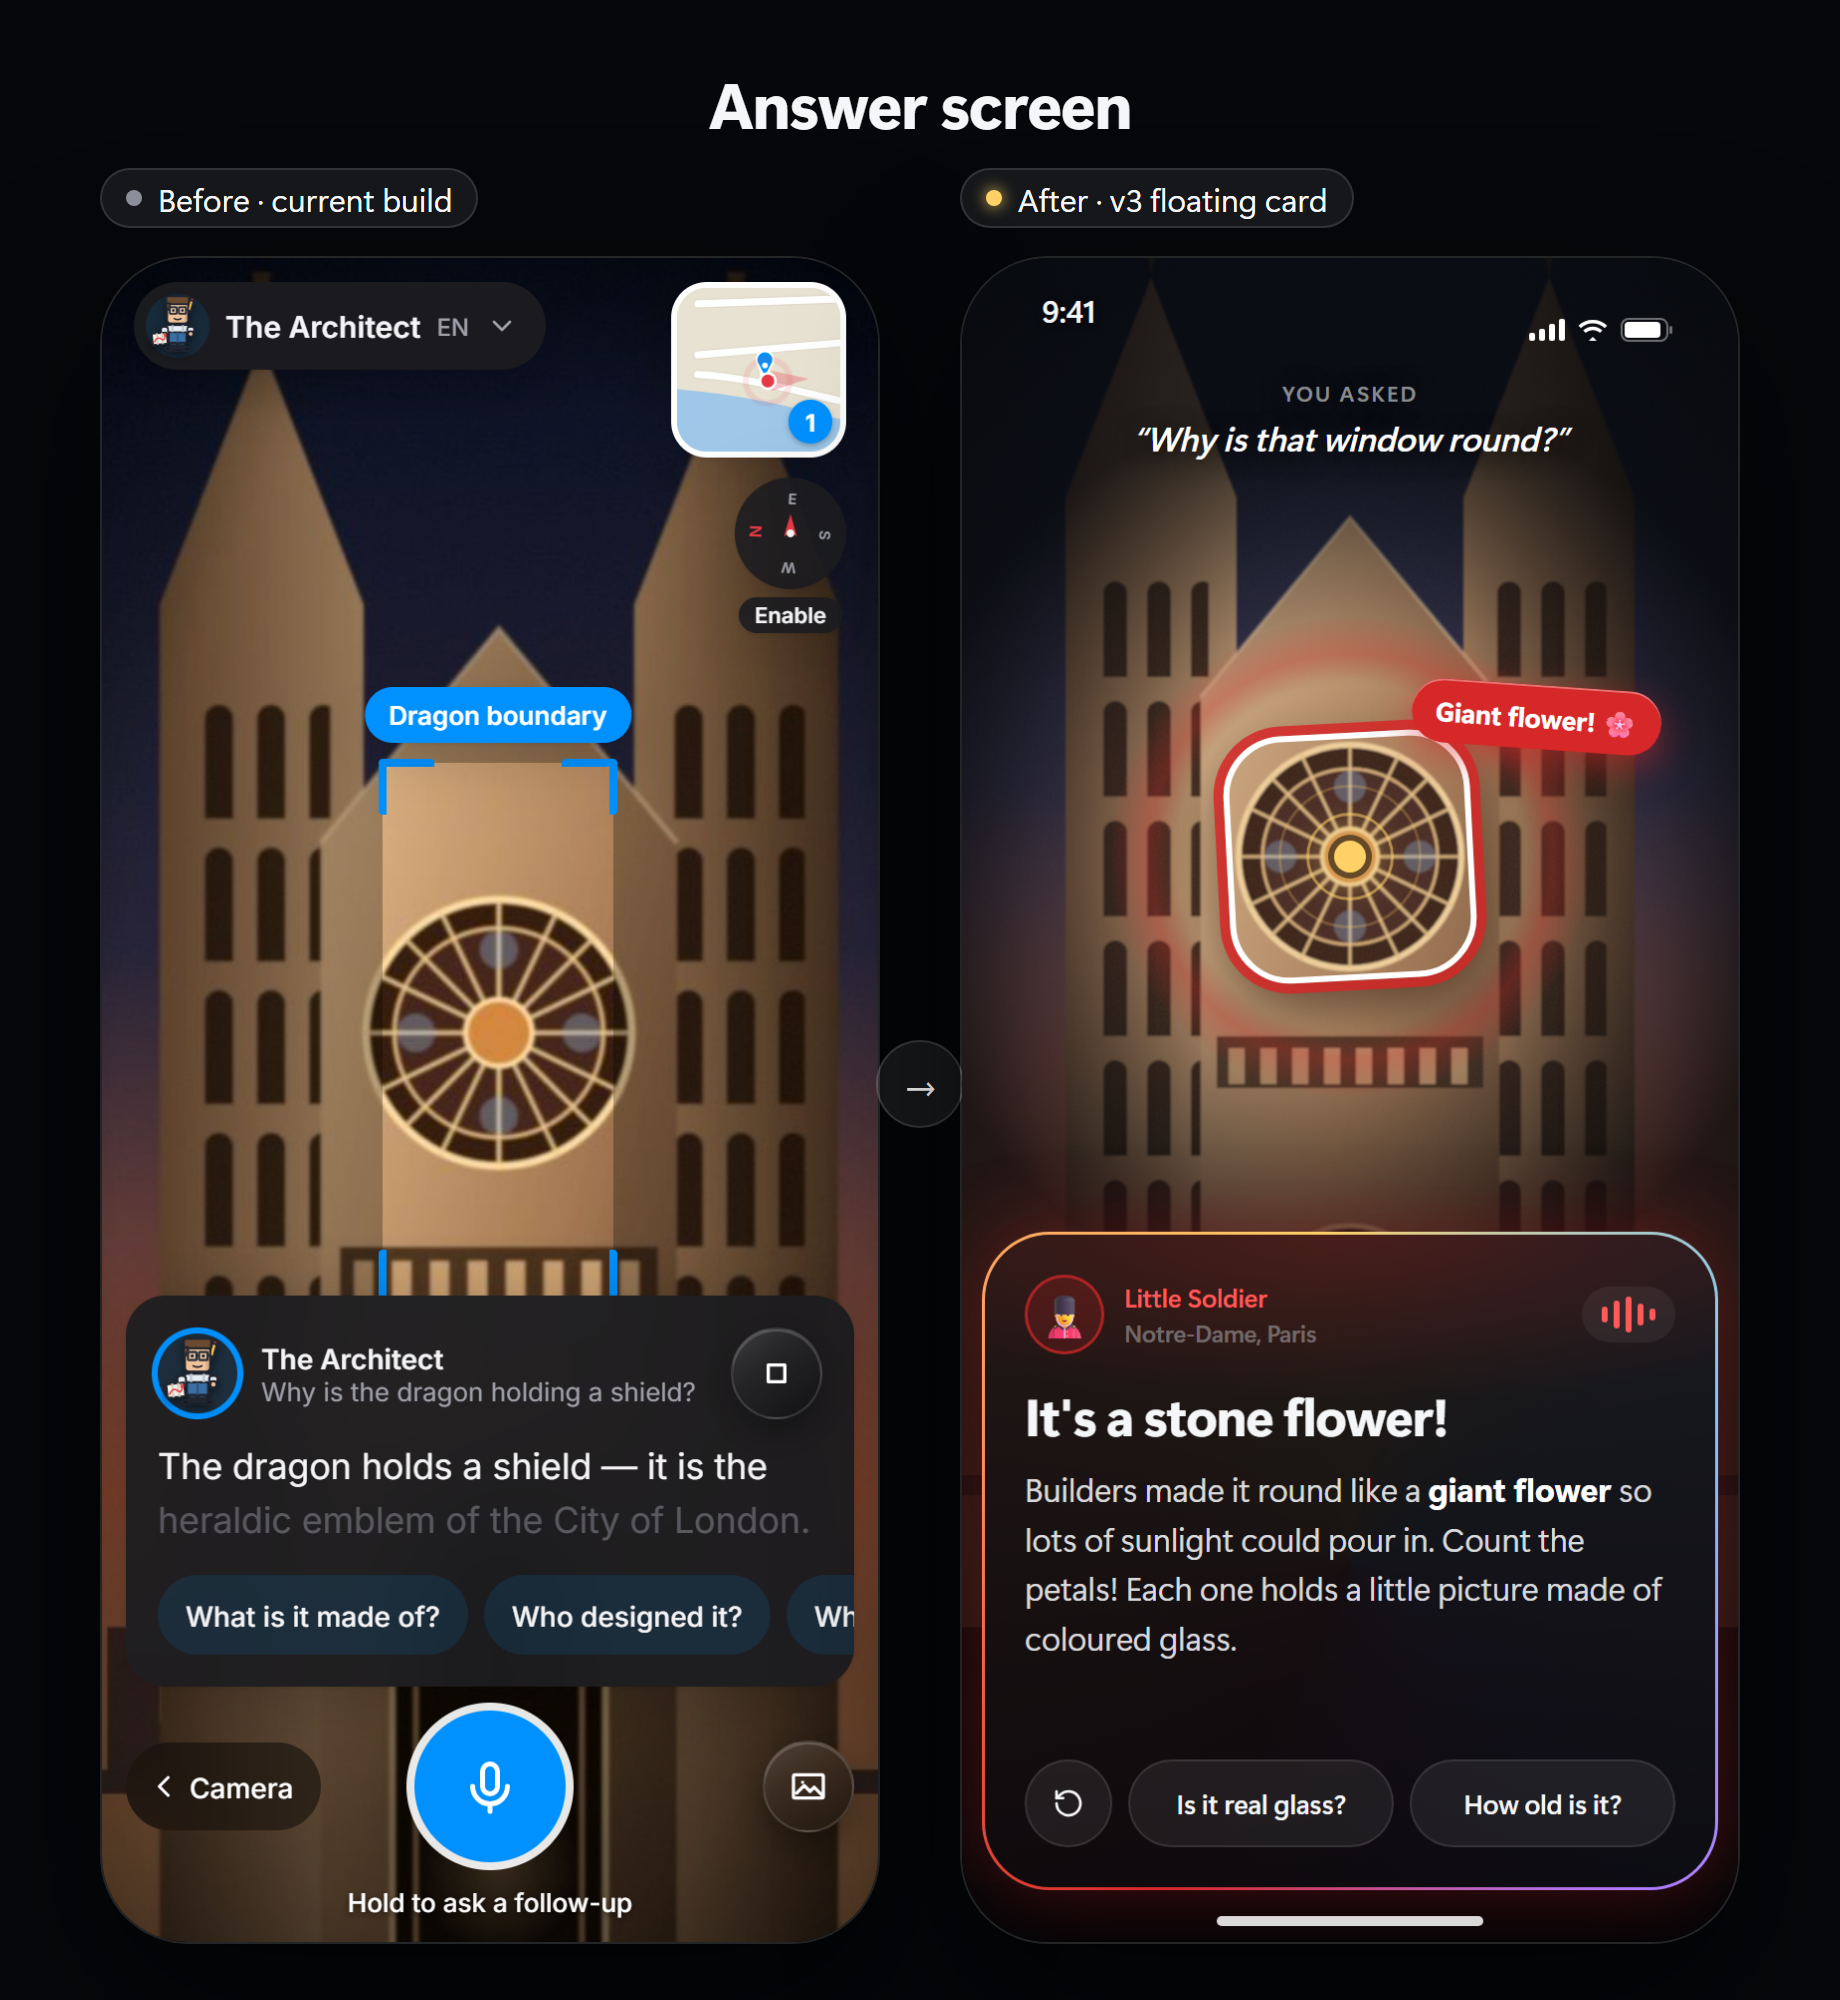 Answer screen
Before · current build
The Architect EN
1
E
N
S
W
Enable
Dragon boundary
The Architect
Why is the dragon holding a shield?
The dragon holds a shield — it is the
heraldic emblem of the City of London.
What is it made of?
Who designed it?
Wh
Camera
Hold to ask a follow-up
→
After · v3 floating card
9:41
YOU ASKED
“Why is that window round?”
Giant flower! 🌸
Little Soldier
Notre-Dame, Paris
It's a stone flower!
Builders made it round like a giant flower so
lots of sunlight could pour in. Count the
petals! Each one holds a little picture made of
coloured glass.
Is it real glass?
How old is it?